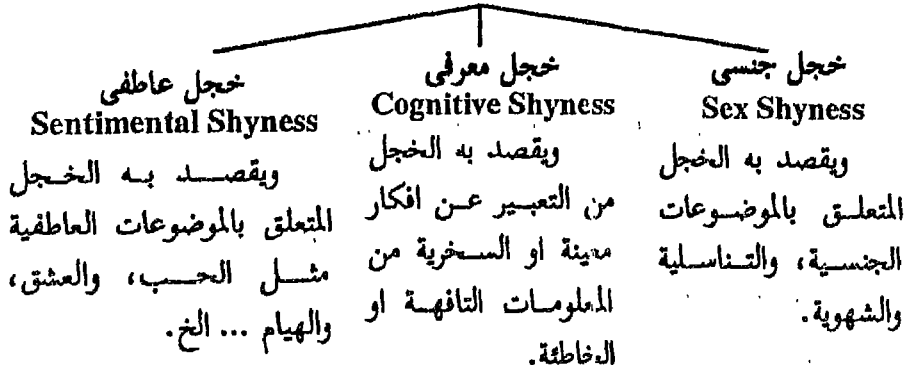 خجل جنسى
Sex Shyness
ويقصد به الخجل
المتعلق بالموضوعات
الجنسية، والتناسلية
والشهوية.
خجل معرفى
Cognitive Shyness
ويقصد به الخجل
من التعبير عن افكار
معينة او السخرية من
المعلومات التافهة او
الخاطئة.
خجل عاطفى
Sentimental Shyness
ويقصد به الخجل
المتعلق بالموضوعات العاطفية
مثل الحب، والعشق،
والهيام ... الخ.